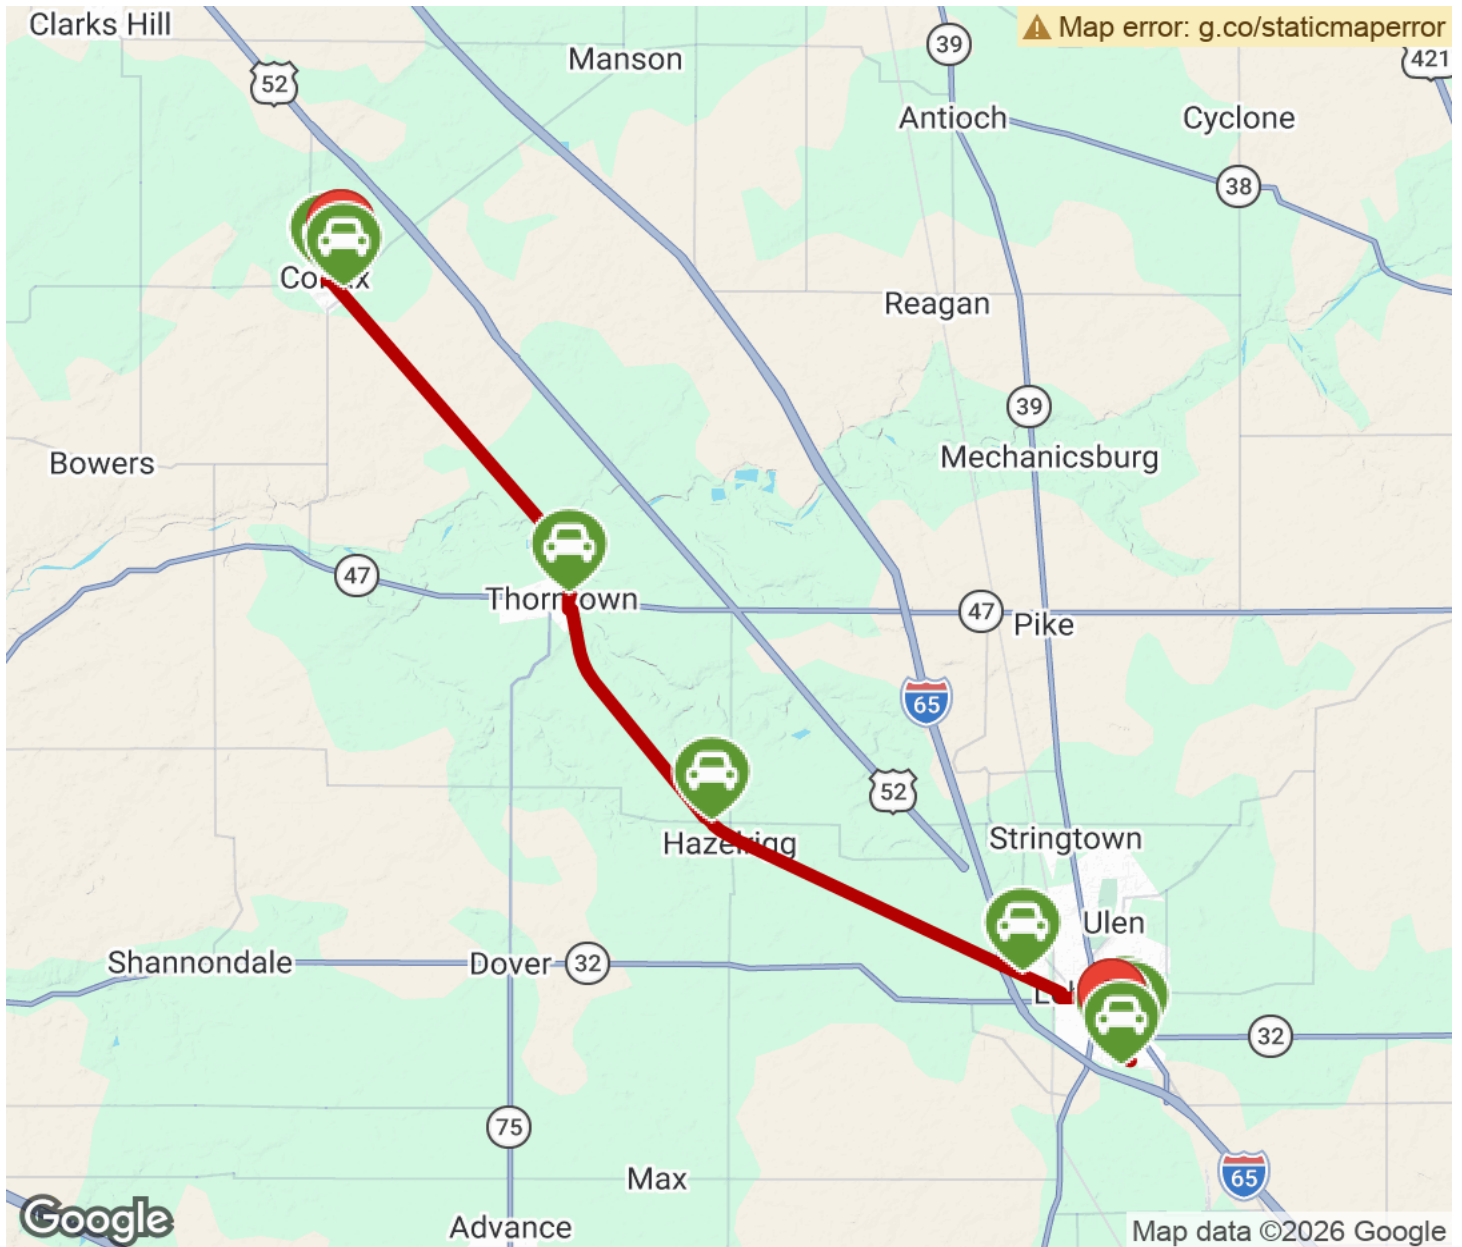 Clarks Hill
Map error: g.co/staticmaperror
Manson
39
421
52
Antioch
Cyclone
38
Reagan
39
Bowers
Mechanicsburg
47
Thorntown
47
Pike
65
52
Stringtown
Hazelrigg
Ulen
Shannondale
Dover
32
32
75
65
Max
Google
Advance
Map data ©2026 Google